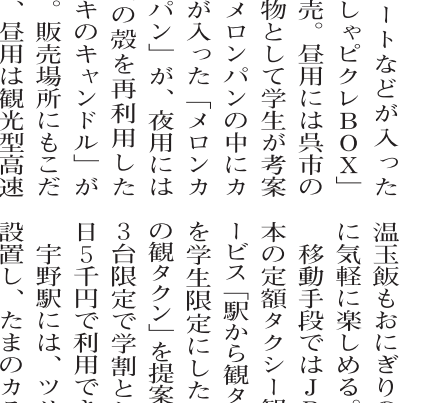 ートなどが入った
しゃピクレＢＯＸ」
売。昼用には呉市の
物として学生が考案
メロンパンの中にカ
が入った「メロンカ
パン」が、夜用には
の殻を再利用した
キのキャンドル」が
。販売場所にもこだ
、昼用は観光型高速
温玉飯もおにぎりの
に気軽に楽しめる。
移動手段ではＪ
本の定額タクシー観
ービス「駅から観タ
を学生限定にした
の観タクン」を提案
３台限定で学割と
日５千円で利用でき
宇野駅には、ツ
設置し、たまのカ